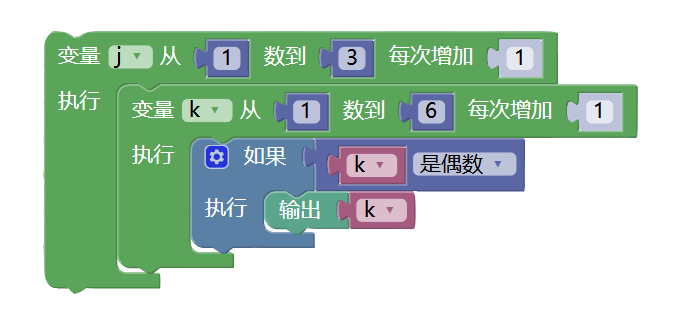 变量 j 从 1 数到 3 每次增加 1
执行 变量 k 从 1 数到 6 每次增加 1
执行 如果 k 是偶数
执行 输出 k